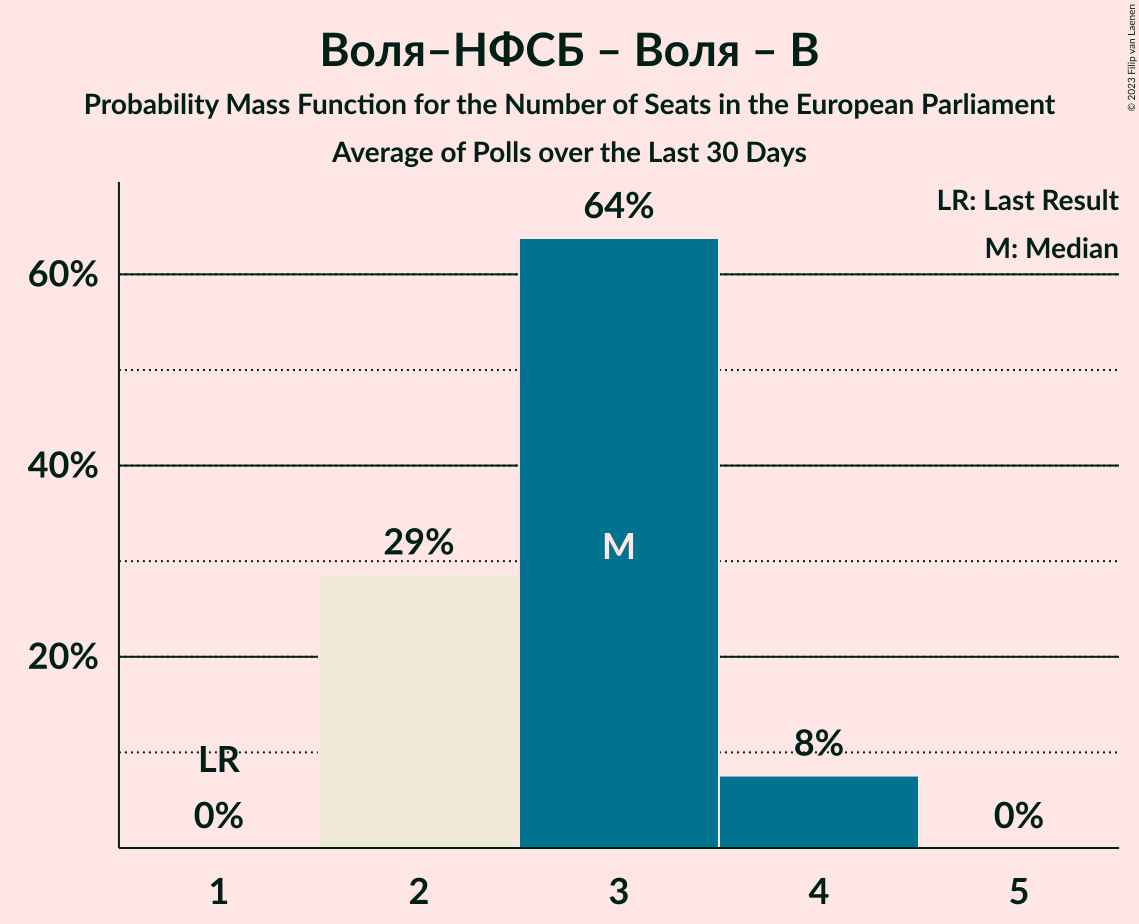 Воля–НФСБ – Воля – В
Probability Mass Function for the Number of Seats in the European Parliament
Average of Polls over the Last 30 Days
© 2023 Filip van Laenen
LR: Last Result
M: Median
64%
60%
40%
29%
M
20%
8%
LR
0%
0%
1 2 3 4 5